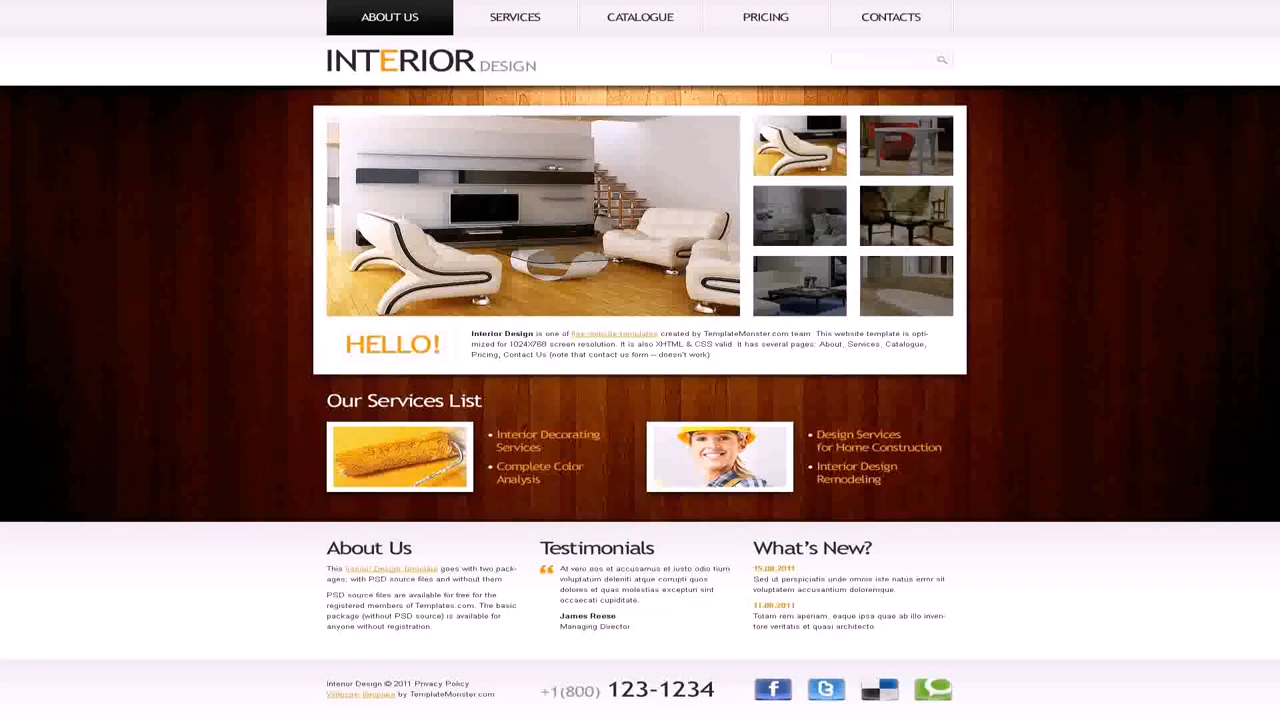 ABOUT US
SERVICES
CATALOGUE
PRICING
CONTACTS
INTERIOR DESIGN
HELLO!
Interior Design is one of free website templates created by TemplateMonster.com team. This website template is opti-
mized for 1024X768 screen resolution. It is also XHTML & CSS valid. It has several pages: About, Services, Catalogue,
Pricing, Contact Us (note that contact us form – doesn't work)
Our Services List
• Interior Decorating
Services
• Complete Color
Analysis
• Design Services
for Home Construction
• Interior Design
Remodeling
About Us
This Interior Design Template goes with two pack-
ages: with PSD source files and without them.
PSD source files are available for free for the
registered members of Templates.com. The basic
package (without PSD source) is available for
anyone without registration.
Testimonials
At vero eos et accusamus et iusto odio tium
voluptatum deleniti atque corrupti quos
dolores et quas molestias excepturi sint
occaecati cupiditate.
James Reese
Managing Director
What's New?
15.08.2011
Sed ut perspiciatis unde omnis iste natus error sit
voluptatem accusantium doloremque.
11.08.2011
Totam rem aperiam, eaque ipsa quae ab illo inven-
tore veritatis et quasi architecto
Interior Design © 2011 Privacy Policy
by TemplateMonster.com
+1(800) 123-1234